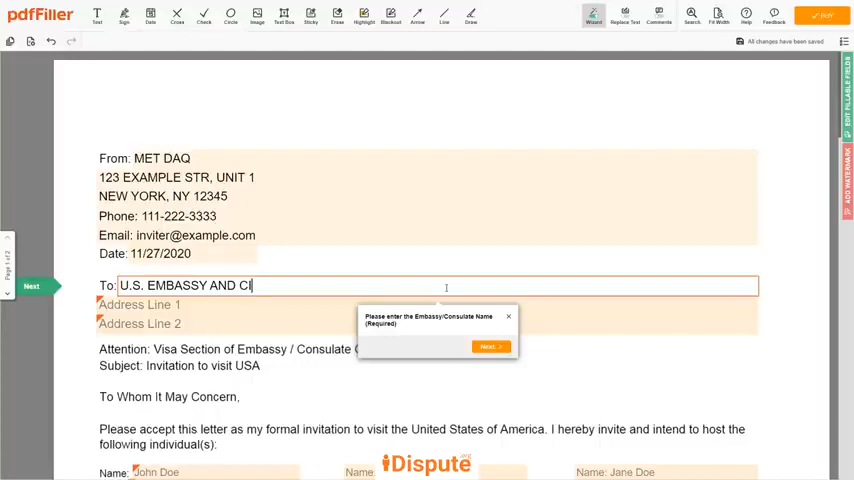 pdfFiller
Text Sign Date Cross Check Circle Image Text Box Sticky Erase Highlight Blackout Arrow Line Draw Wizard Replace Text Comments Search Fit Width Help Feedback BUY
All changes have been saved
EDIT FILLABLE FIELDS
ADD WATERMARK
Page 1 of 2
From: MET DAQ
123 EXAMPLE STR, UNIT 1
NEW YORK, NY 12345
Phone: 111-222-3333
Email: inviter@example.com
Date: 11/27/2020
Next
To: U.S. EMBASSY AND CI
Address Line 1
Address Line 2
Please enter the Embassy/Consulate Name
(Required)
Next >
Attention: Visa Section of Embassy / Consulate
Subject: Invitation to visit USA
To Whom It May Concern,
Please accept this letter as my formal invitation to visit the United States of America. I hereby invite and intend to host the
following individual(s):
Name: John Doe Name Name: Jane Doe
iDispute.org